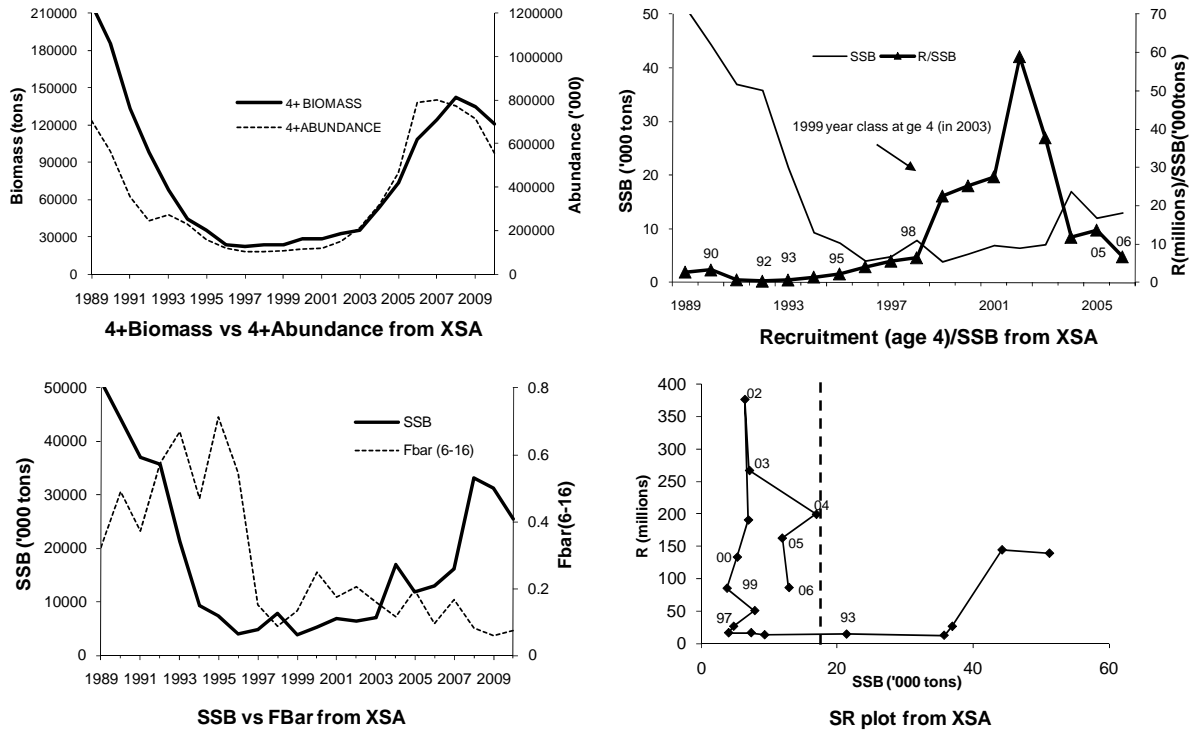 210000
180000
150000
120000
90000
60000
30000
0
Biomass (tons)
1200000
1000000
800000
600000
400000
200000
0
Abundance ('000)
4+ BIOMASS
4+ABUNDANCE
1989 1991 1993 1995 1997 1999 2001 2003 2005 2007 2009
4+Biomass vs 4+Abundance from XSA
50
40
30
20
10
0
SSB ('000 tons)
70
60
50
40
30
20
10
0
R(millions)/SSB('000tons)
SSB
R/SSB
1999 year class at ge 4 (in 2003)
90
92
93
95
98
05
06
1989 1993 1997 2001 2005
Recruitment (age 4)/SSB from XSA
50000
40000
30000
20000
10000
0
SSB ('000 tons)
0.8
0.6
0.4
0.2
0
Fbar(6-16)
SSB
Fbar (6-16)
1989 1991 1993 1995 1997 1999 2001 2003 2005 2007 2009
SSB vs FBar from XSA
400
350
300
250
200
150
100
50
0
R (millions)
02
03
04
05
00
99
06
97
93
0 20 40 60
SSB ('000 tons)
SR plot from XSA